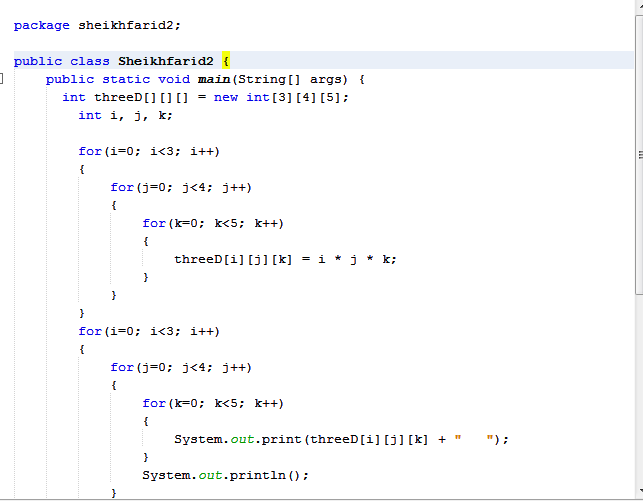 package sheikhfarid2;
public class Sheikhfarid2 {
public static void main(String[] args) {
int threeD[][][] = new int[3][4][5];
int i, j, k;
for(i=0; i<3; i++)
{
for(j=0; j<4; j++)
{
for(k=0; k<5; k++)
{
threeD[i][j][k] = i * j * k;
}
}
}
for(i=0; i<3; i++)
{
for(j=0; j<4; j++)
{
for(k=0; k<5; k++)
{
System.out.print(threeD[i][j][k] + "   ");
}
System.out.println();
}